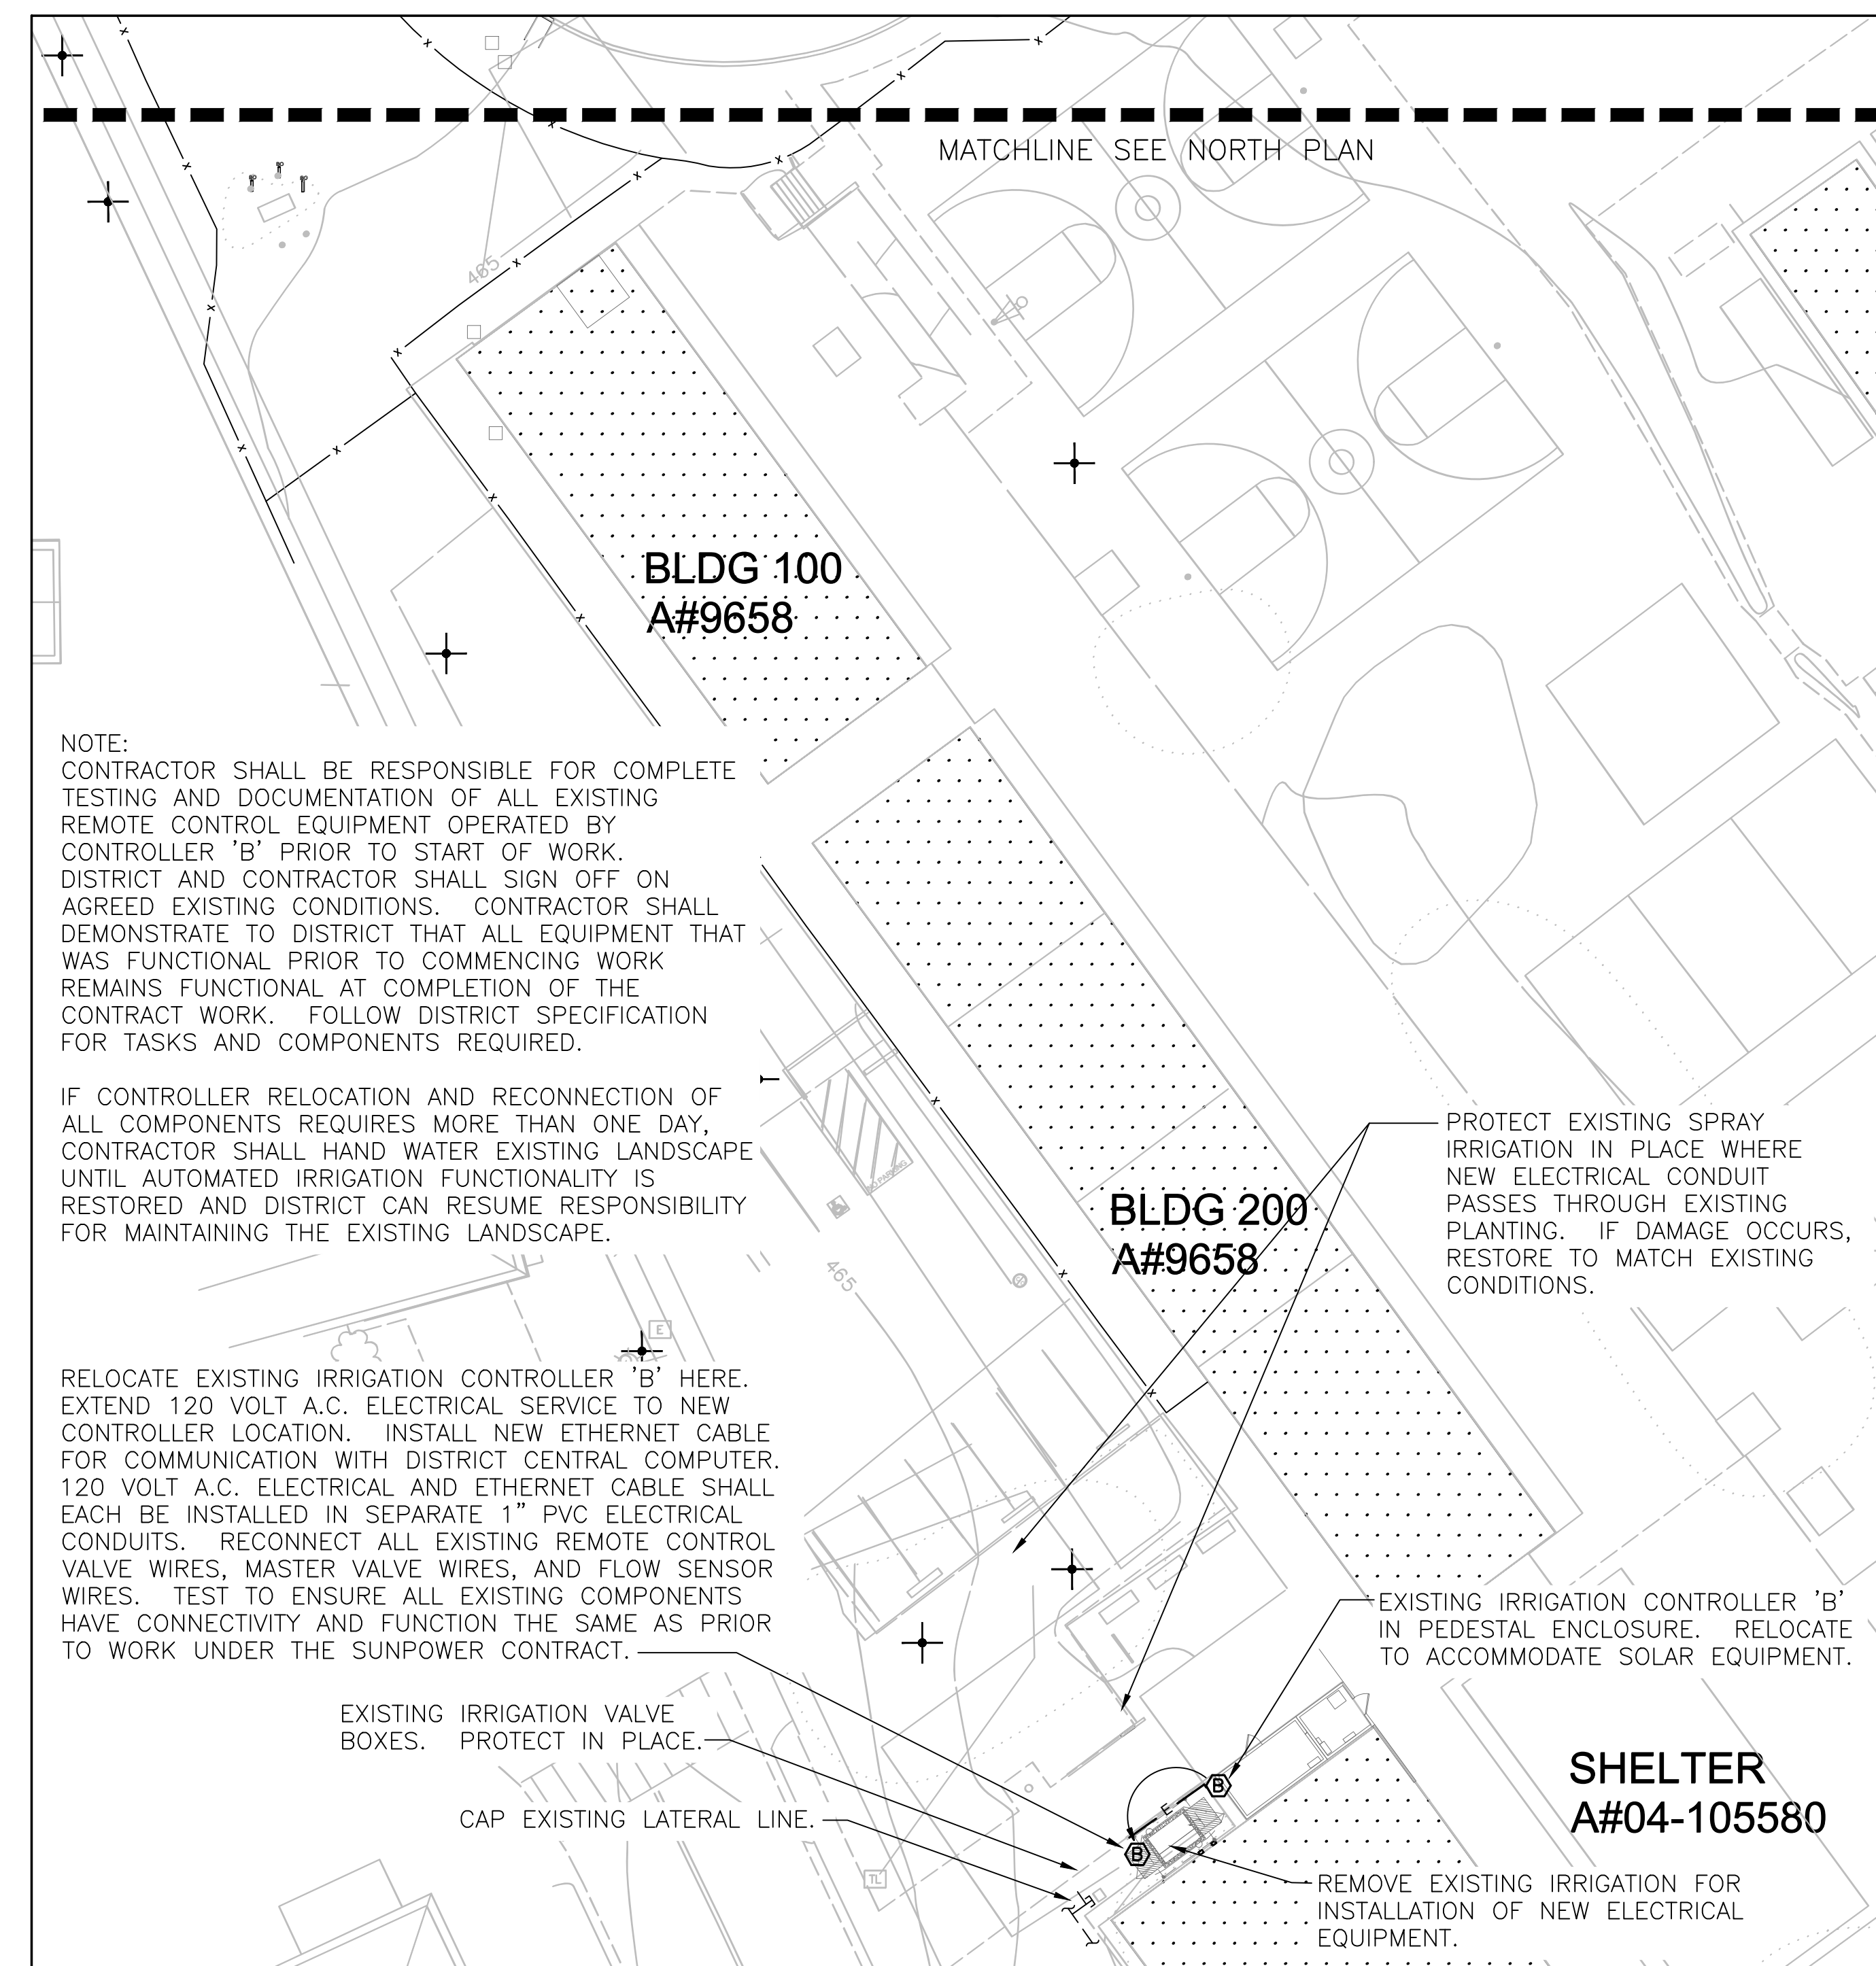 MATCHLINE SEE NORTH PLAN
465
BLDG 100
A#9658
NOTE:
CONTRACTOR SHALL BE RESPONSIBLE FOR COMPLETE
TESTING AND DOCUMENTATION OF ALL EXISTING
REMOTE CONTROL EQUIPMENT OPERATED BY
CONTROLLER 'B' PRIOR TO START OF WORK.
DISTRICT AND CONTRACTOR SHALL SIGN OFF ON
AGREED EXISTING CONDITIONS. CONTRACTOR SHALL
DEMONSTRATE TO DISTRICT THAT ALL EQUIPMENT THAT
WAS FUNCTIONAL PRIOR TO COMMENCING WORK
REMAINS FUNCTIONAL AT COMPLETION OF THE
CONTRACT WORK. FOLLOW DISTRICT SPECIFICATION
FOR TASKS AND COMPONENTS REQUIRED.
IF CONTROLLER RELOCATION AND RECONNECTION OF
ALL COMPONENTS REQUIRES MORE THAN ONE DAY,
CONTRACTOR SHALL HAND WATER EXISTING LANDSCAPE
UNTIL AUTOMATED IRRIGATION FUNCTIONALITY IS
RESTORED AND DISTRICT CAN RESUME RESPONSIBILITY
FOR MAINTAINING THE EXISTING LANDSCAPE.
NO PARKING
BLDG 200
A#9658
465
E
PROTECT EXISTING SPRAY
IRRIGATION IN PLACE WHERE
NEW ELECTRICAL CONDUIT
PASSES THROUGH EXISTING
PLANTING. IF DAMAGE OCCURS,
RESTORE TO MATCH EXISTING
CONDITIONS.
RELOCATE EXISTING IRRIGATION CONTROLLER 'B' HERE.
EXTEND 120 VOLT A.C. ELECTRICAL SERVICE TO NEW
CONTROLLER LOCATION. INSTALL NEW ETHERNET CABLE
FOR COMMUNICATION WITH DISTRICT CENTRAL COMPUTER.
120 VOLT A.C. ELECTRICAL AND ETHERNET CABLE SHALL
EACH BE INSTALLED IN SEPARATE 1" PVC ELECTRICAL
CONDUITS. RECONNECT ALL EXISTING REMOTE CONTROL
VALVE WIRES, MASTER VALVE WIRES, AND FLOW SENSOR
WIRES. TEST TO ENSURE ALL EXISTING COMPONENTS
HAVE CONNECTIVITY AND FUNCTION THE SAME AS PRIOR
TO WORK UNDER THE SUNPOWER CONTRACT.
EXISTING IRRIGATION CONTROLLER 'B'
IN PEDESTAL ENCLOSURE. RELOCATE
TO ACCOMMODATE SOLAR EQUIPMENT.
EXISTING IRRIGATION VALVE
BOXES. PROTECT IN PLACE.
CAP EXISTING LATERAL LINE.
B
E
B
TL
SHELTER
A#04-105580
REMOVE EXISTING IRRIGATION FOR
INSTALLATION OF NEW ELECTRICAL
EQUIPMENT.